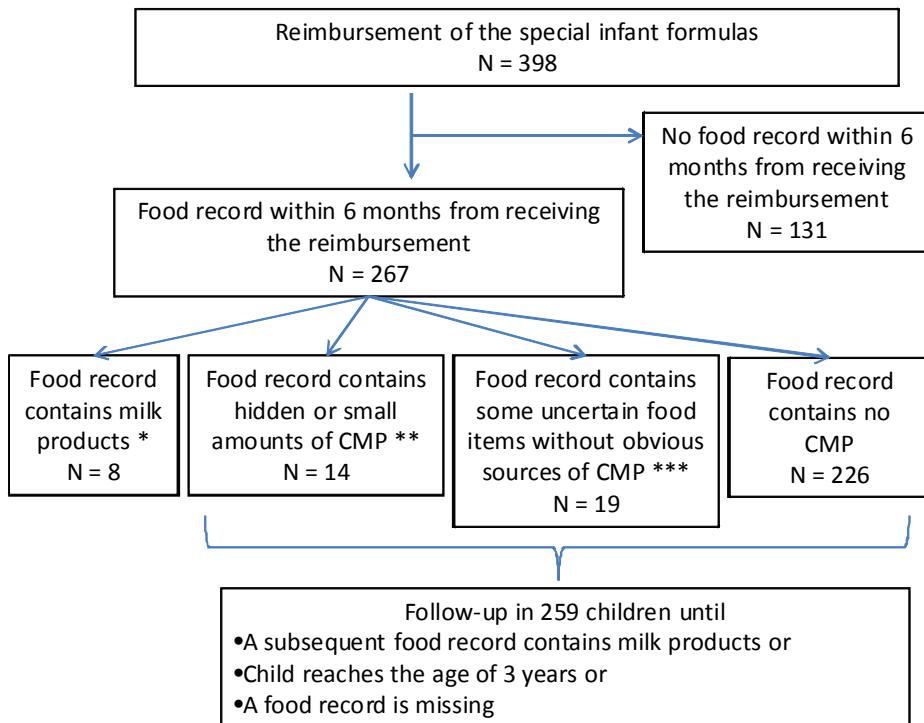 Reimbursement of the special infant formulas
N = 398
No food record within 6
months from receiving
the reimbursement
N = 131
Food record within 6 months from receiving
the reimbursement
N = 267
Food record
contains milk
products *
N = 8
Food record contains
hidden or small
amounts of CMP **
N = 14
Food record contains
some uncertain food
items without obvious
sources of CMP ***
N = 19
Food record
contains no
CMP
N = 226
Follow-up in 259 children until
•A subsequent food record contains milk products or
•Child reaches the age of 3 years or
•A food record is missing